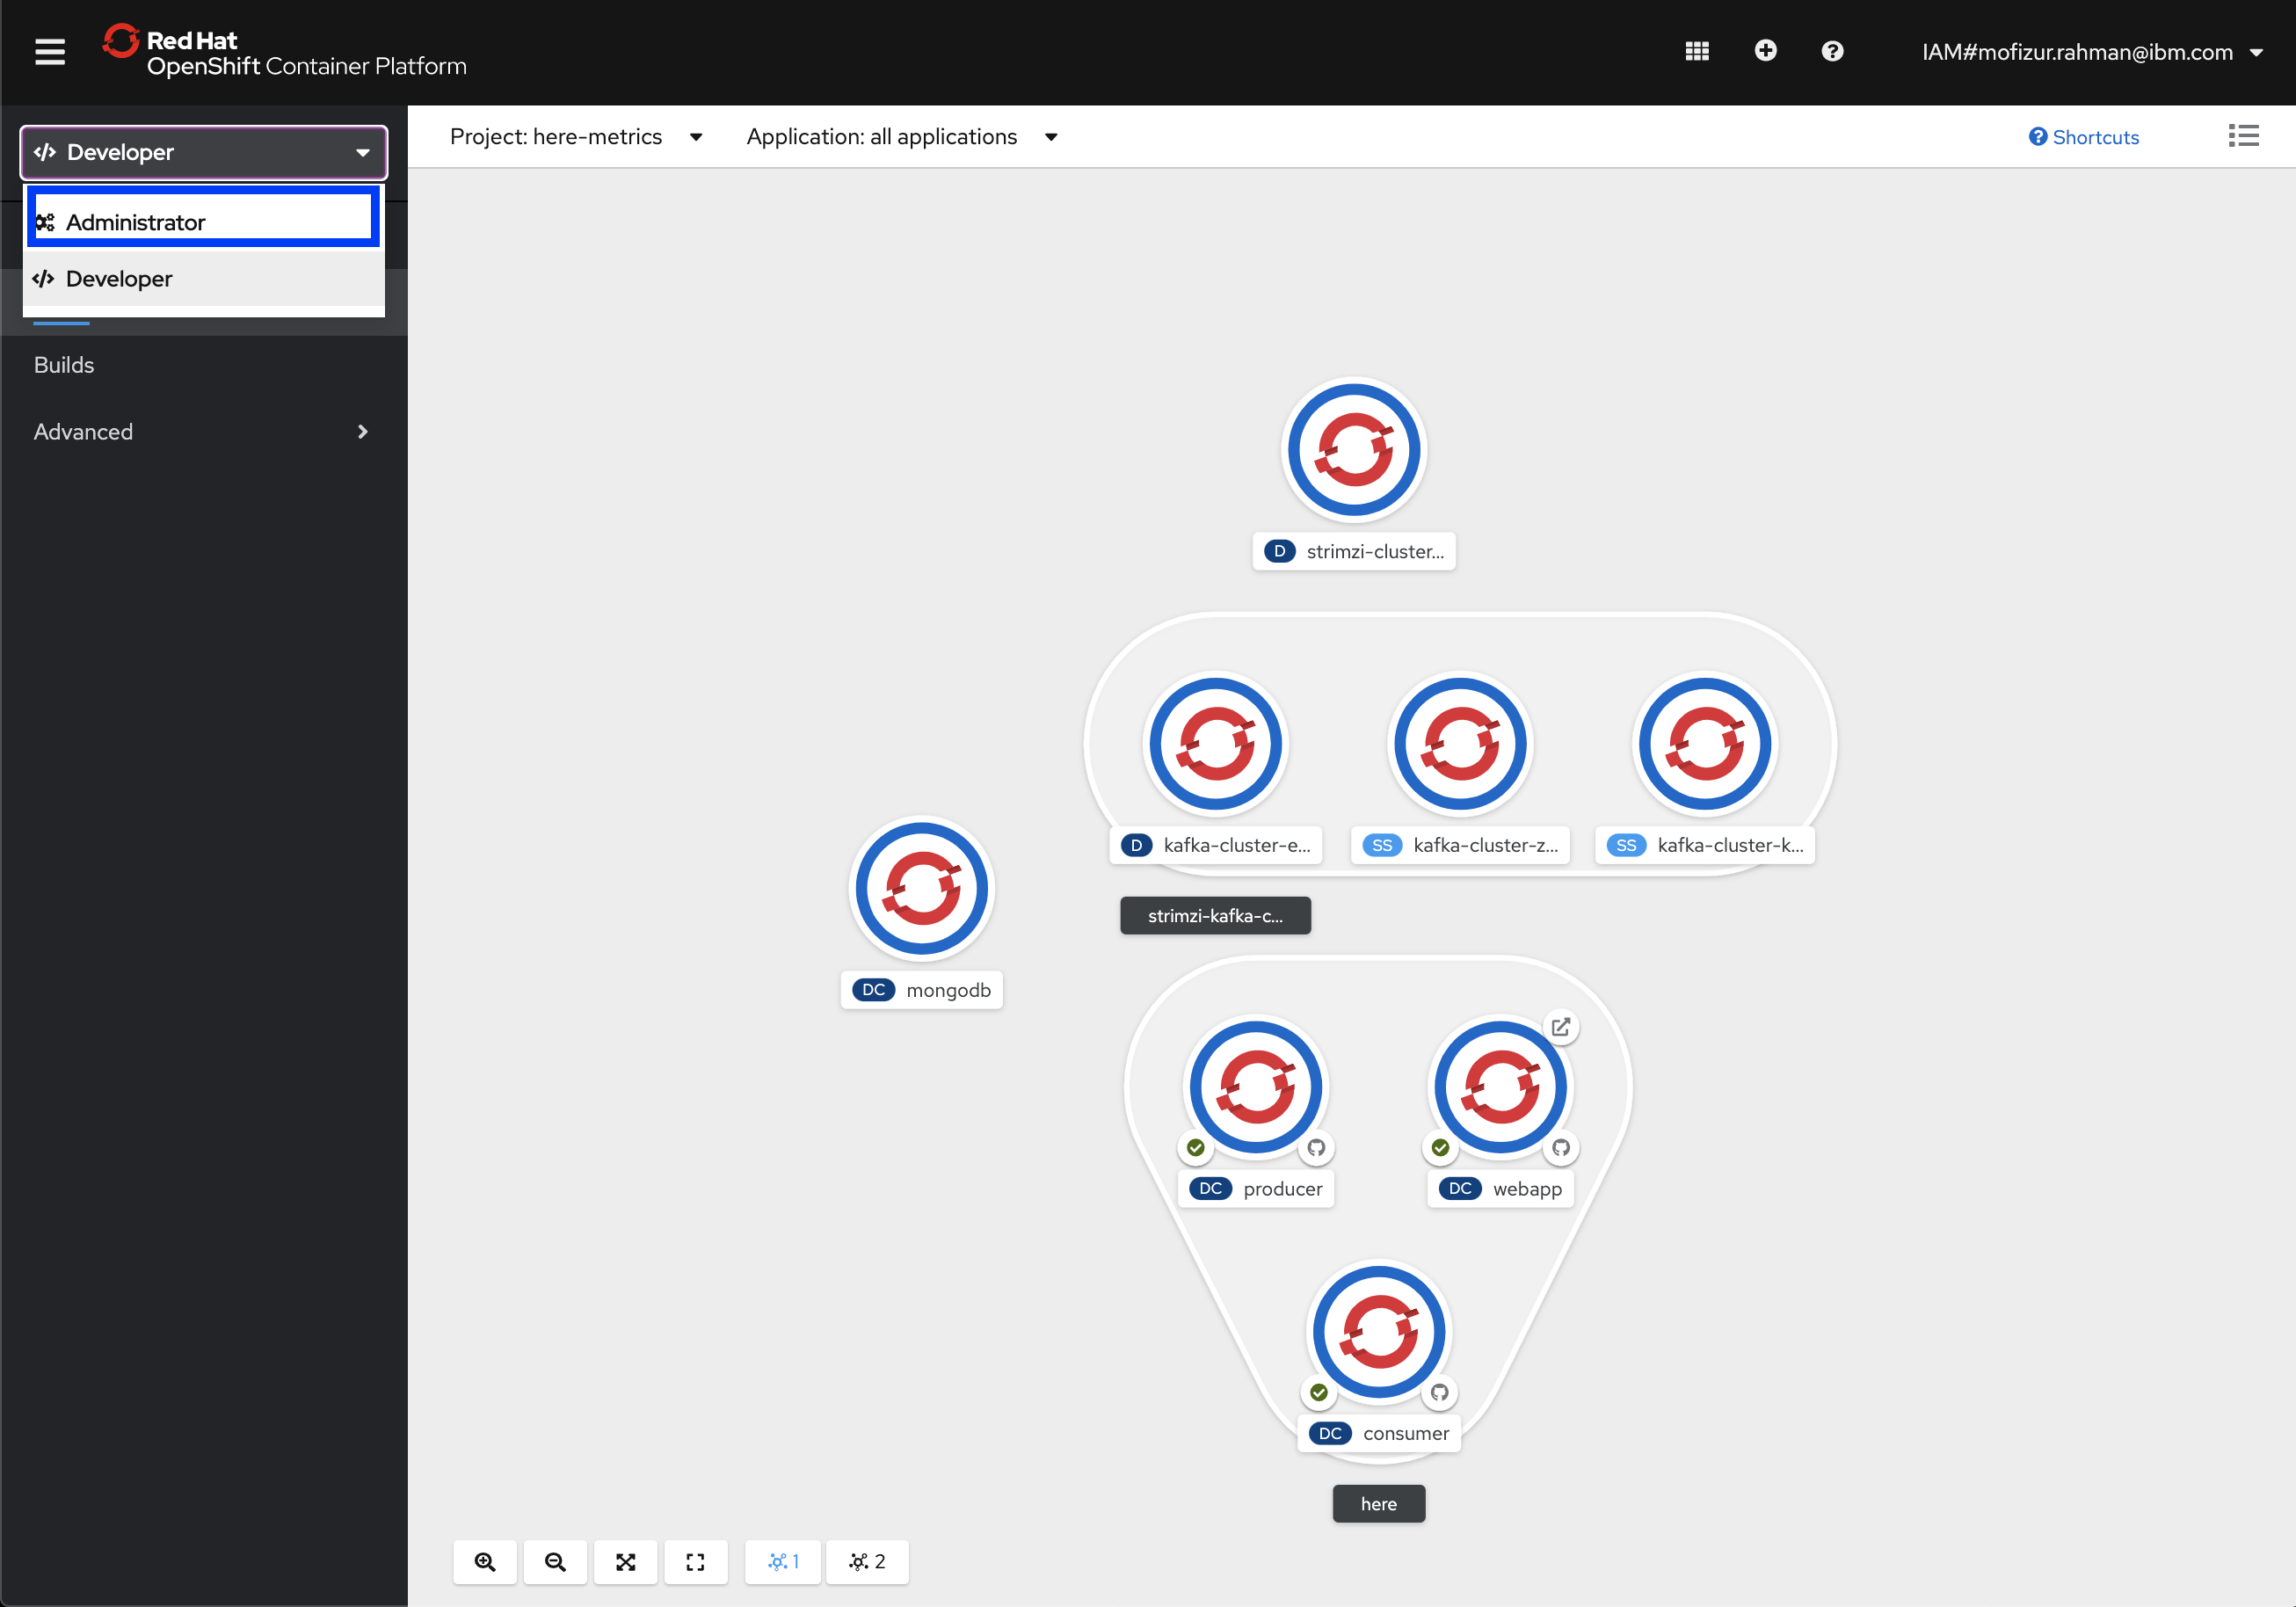 Red Hat
OpenShift Container Platform
IAM#mofizur.rahman@ibm.com
Developer
Project: here-metrics
Application: all applications
Shortcuts
Administrator
Developer
Builds
Advanced
D strimzi-cluster...
D kafka-cluster-e...
SS kafka-cluster-z...
SS kafka-cluster-k...
strimzi-kafka-c...
DC mongodb
DC producer
DC webapp
DC consumer
here
1
2